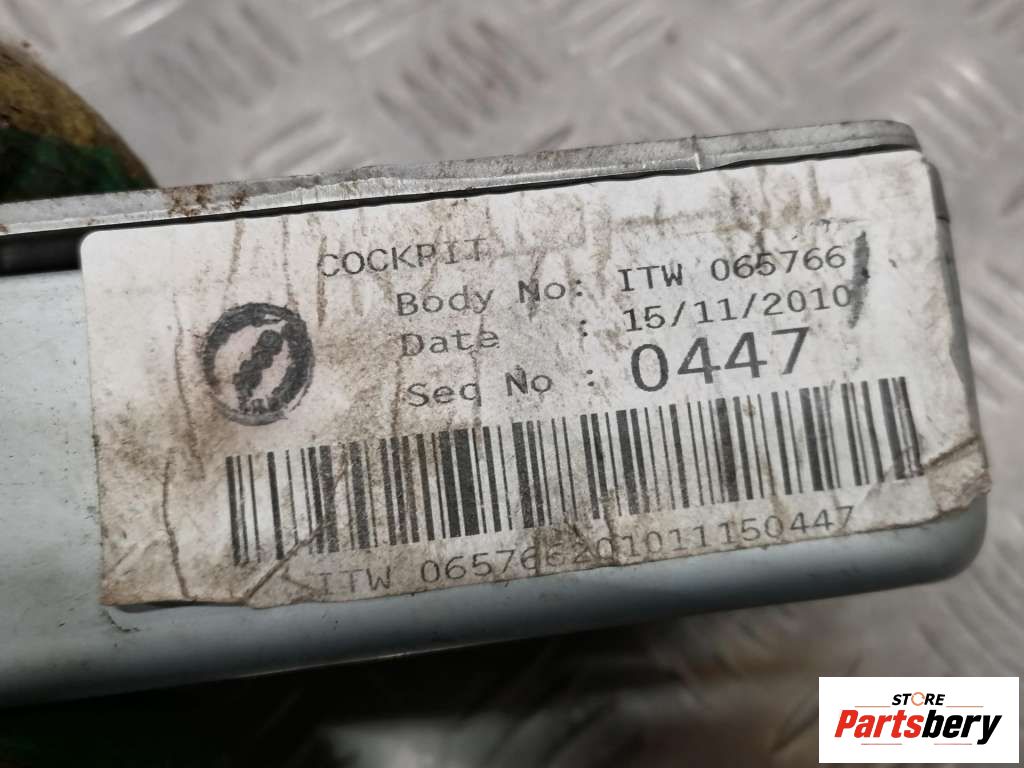 COCKPIT
Body No: ITW 065766
Date : 15/11/2010
Seq No : 0447
ITW 065766201011150447
STORE
Partsbery